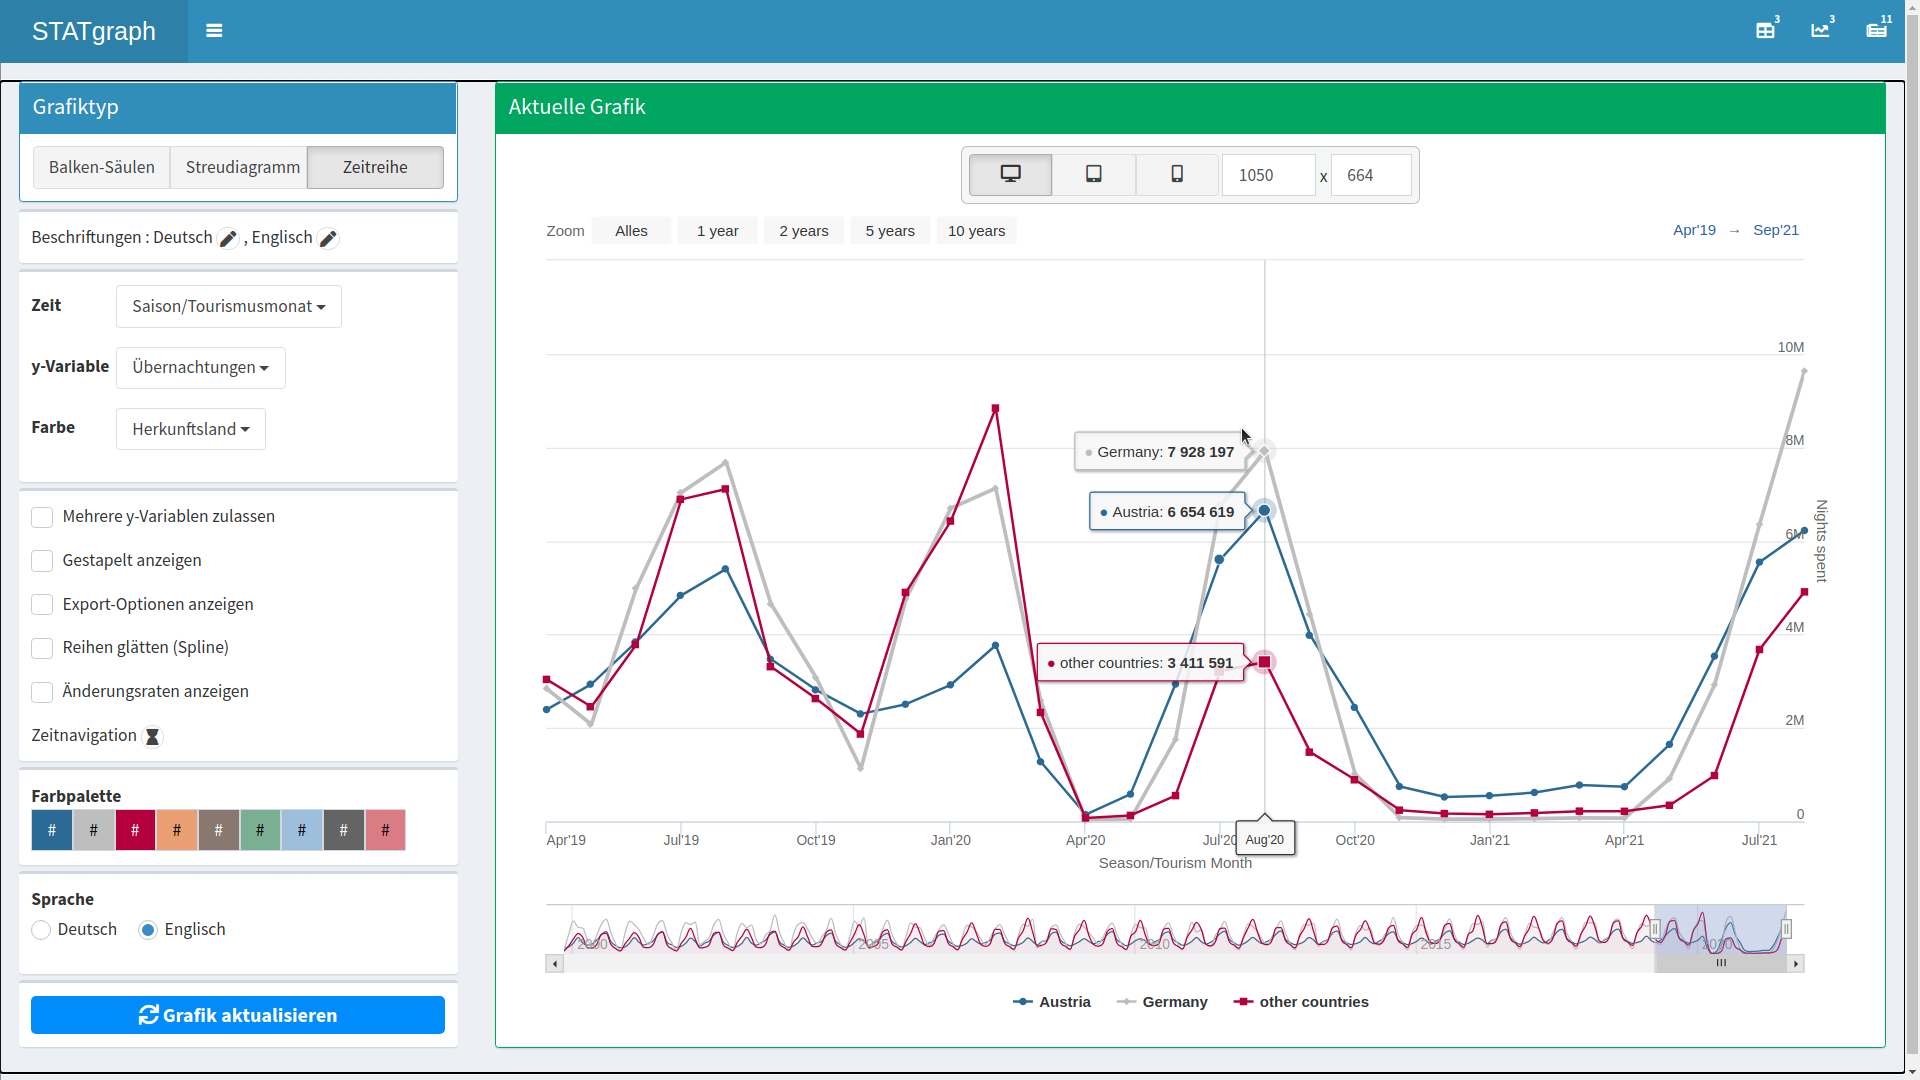 STATgraph
3
3
11
Grafiktyp
Balken-Säulen
Streudiagramm
Zeitreihe
Beschriftungen : Deutsch , Englisch
Zeit
Saison/Tourismusmonat
y-Variable
Übernachtungen
Farbe
Herkunftsland
Mehrere y-Variablen zulassen
Gestapelt anzeigen
Export-Optionen anzeigen
Reihen glätten (Spline)
Änderungsraten anzeigen
Zeitnavigation
Farbpalette
# # # # # # # # #
Sprache
Deutsch
Englisch
Grafik aktualisieren
Aktuelle Grafik
1050 x 664
Zoom Alles 1 year 2 years 5 years 10 years
Apr'19 → Sep'21
10M
8M
6M
4M
2M
0
Nights spent
Germany: 7 928 197
Austria: 6 654 619
other countries: 3 411 591
Apr'19 Jul'19 Oct'19 Jan'20 Apr'20 Jul'20 Aug'20 Oct'20 Jan'21 Apr'21 Jul'21
Season/Tourism Month
2000 2005 2010 2015 2020
Austria Germany other countries